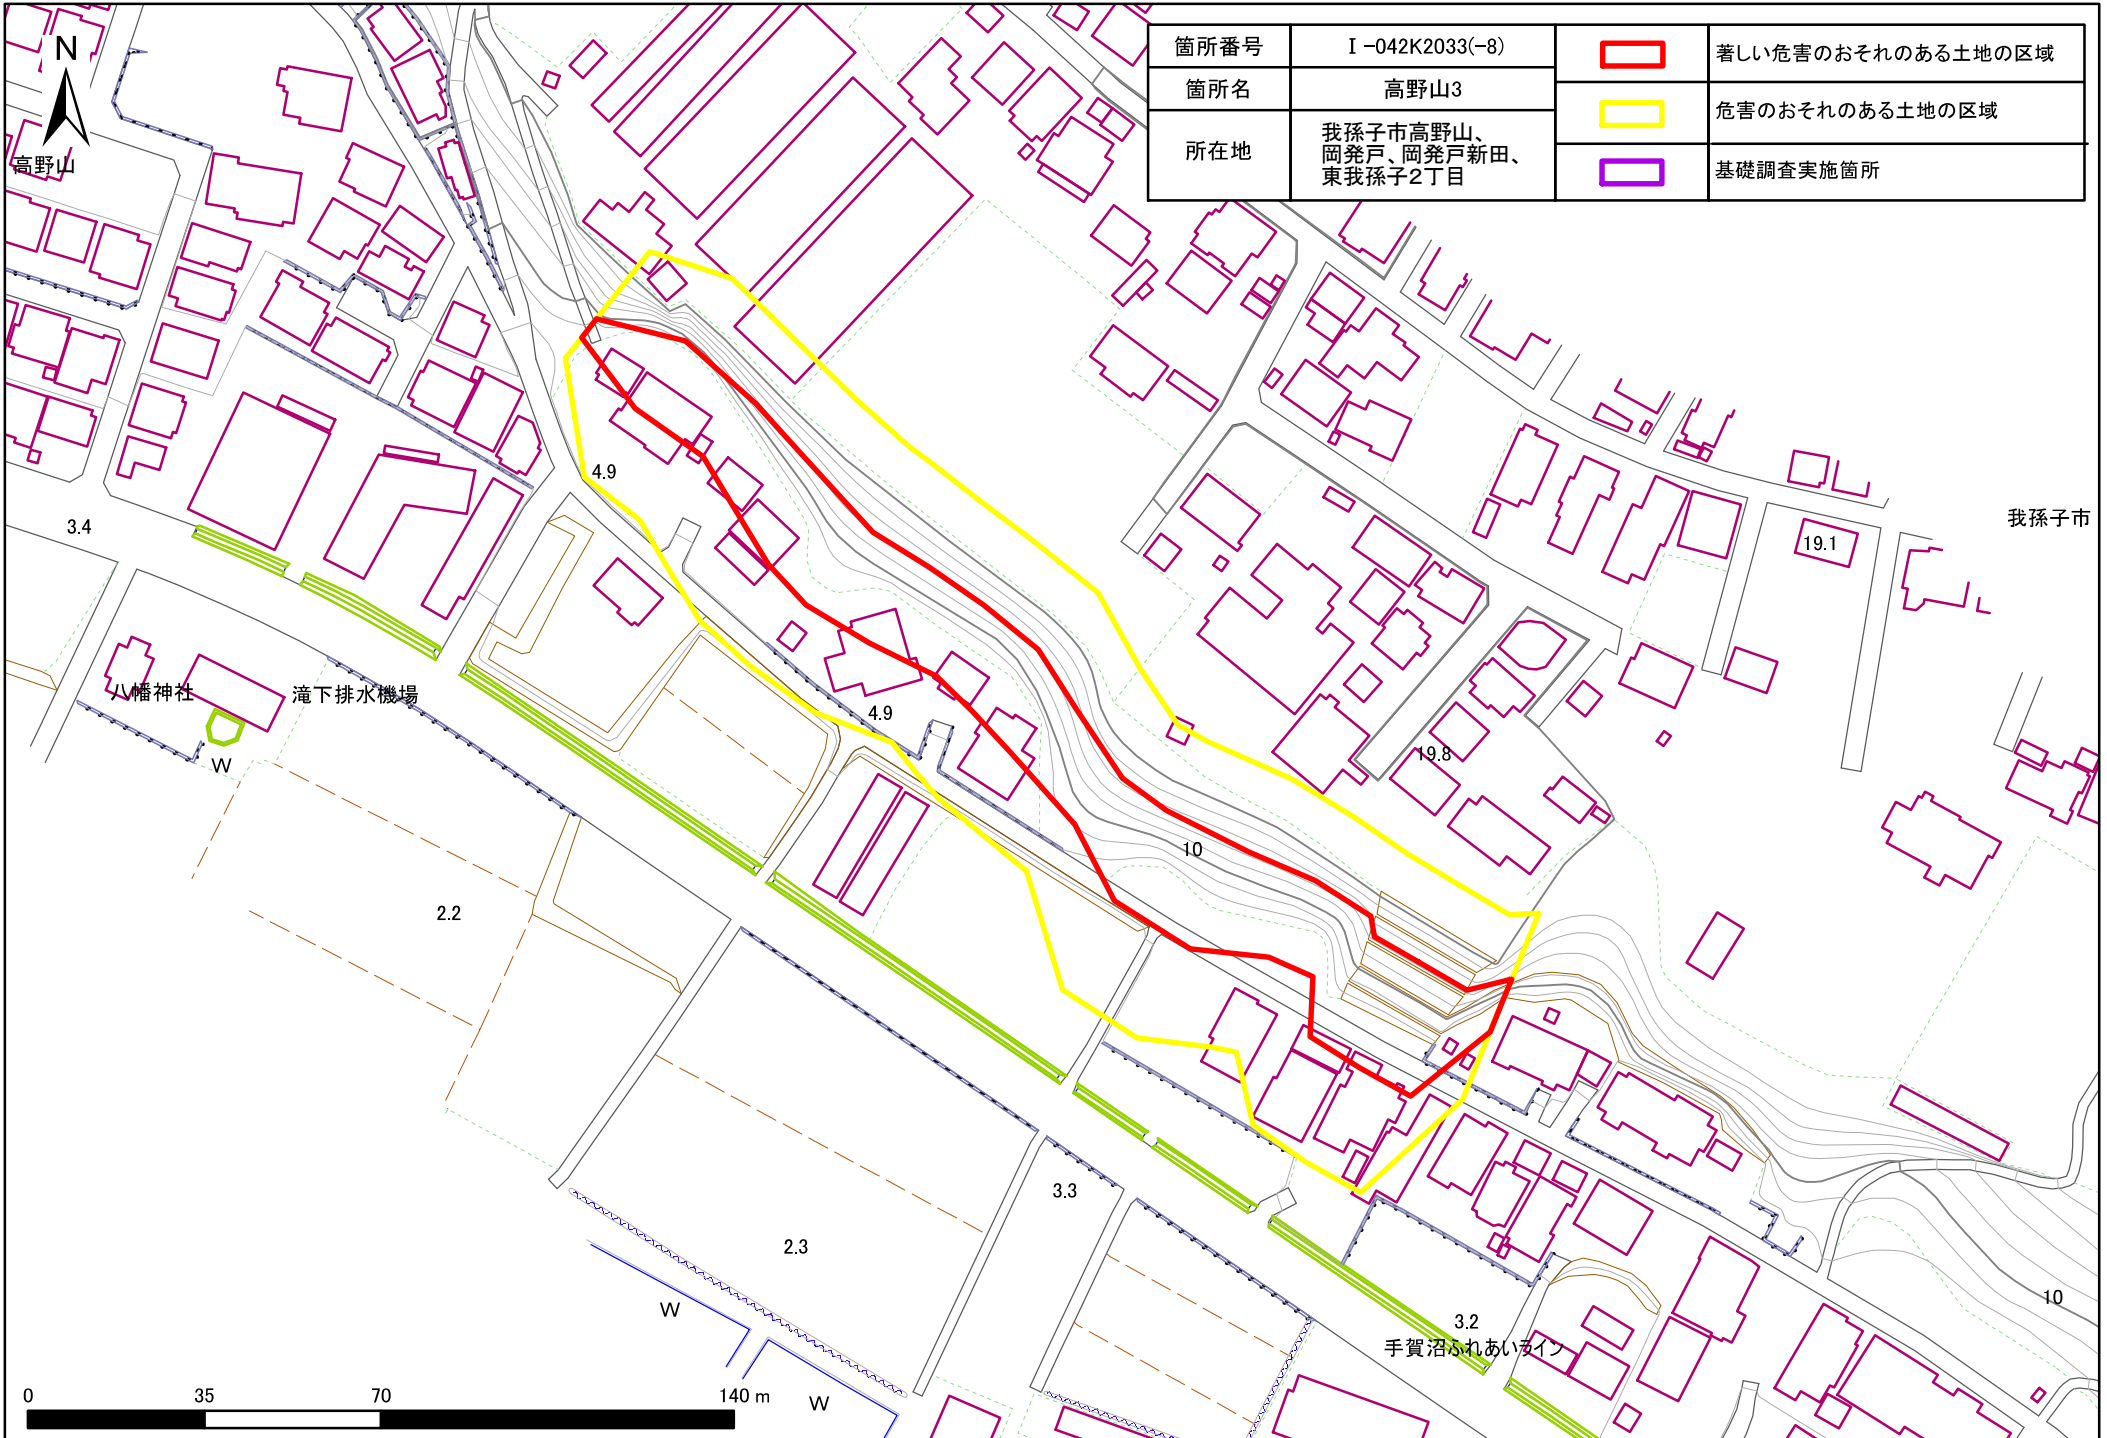 箇所番号
Ⅰ-042K2033(-8)
著しい危害のおそれのある土地の区域
箇所名
高野山3
危害のおそれのある土地の区域
所在地
我孫子市高野山、
岡発戸、岡発戸新田、
東我孫子2丁目
基礎調査実施箇所
N
高野山
4.9
3.4
我孫子市
19.1
八幡神社
滝下排水機場
4.9
W
19.8
10
2.2
3.3
2.3
W
10
3.2
手賀沼ふれあいライン
0 35 70 140 m
W